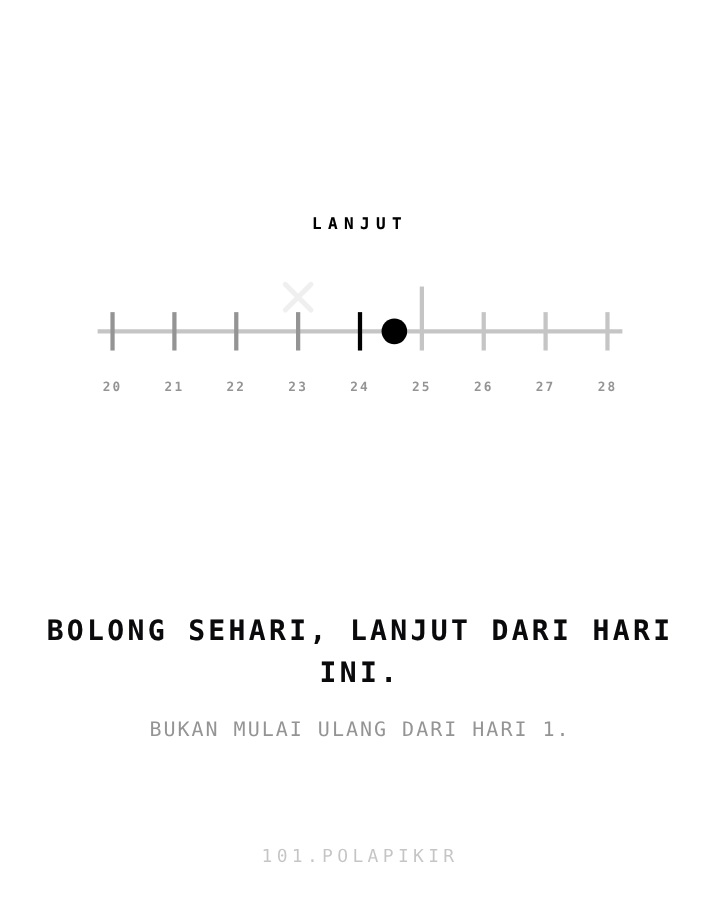 LANJUT
20 21 22 23 24 25 26 27 28
BOLONG SEHARI, LANJUT DARI HARI
INI.
BUKAN MULAI ULANG DARI HARI 1.
101.POLAPIKIR